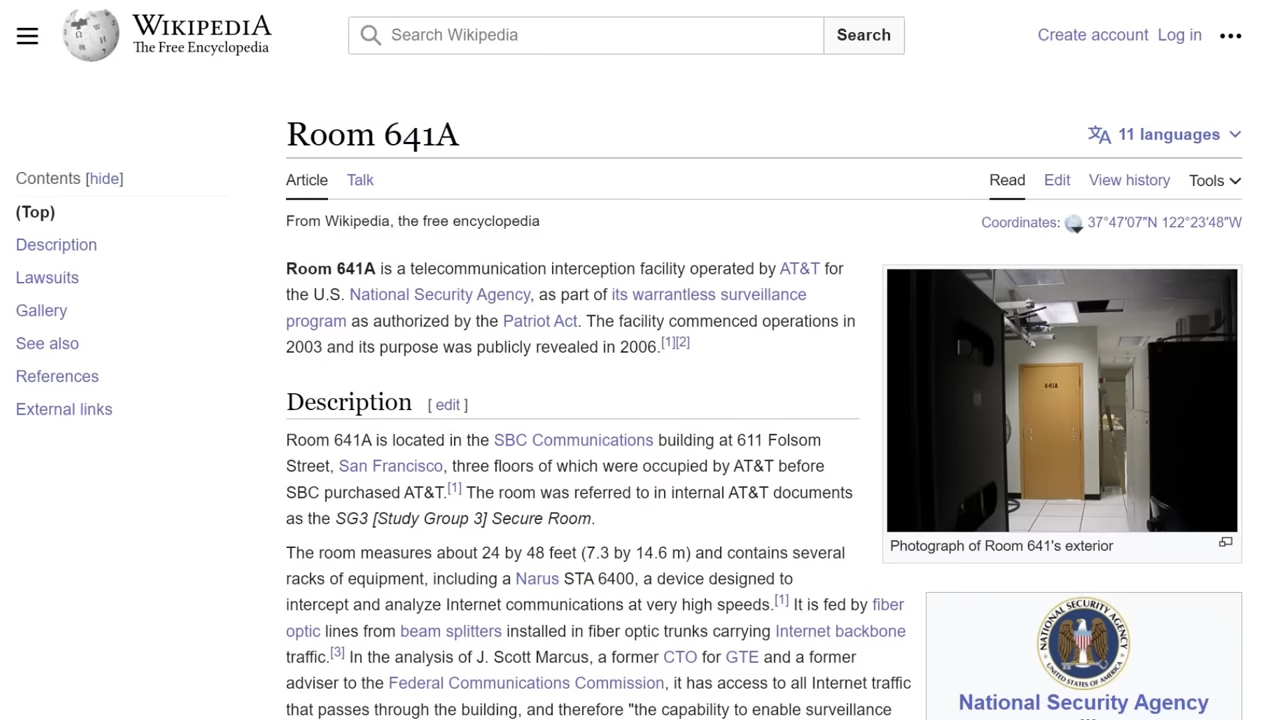 WIKIPEDIA
The Free Encyclopedia
Search Wikipedia
Search
Create account Log in
Room 641A
11 languages
Contents [hide]
(Top)
Description
Lawsuits
Gallery
See also
References
External links
Article Talk
Read Edit View history Tools
From Wikipedia, the free encyclopedia
Coordinates: 37°47′07″N 122°23′48″W
Room 641A is a telecommunication interception facility operated by AT&T for
the U.S. National Security Agency, as part of its warrantless surveillance
program as authorized by the Patriot Act. The facility commenced operations in
2003 and its purpose was publicly revealed in 2006.[1][2]
Description [ edit ]
Room 641A is located in the SBC Communications building at 611 Folsom
Street, San Francisco, three floors of which were occupied by AT&T before
SBC purchased AT&T.[1] The room was referred to in internal AT&T documents
as the SG3 [Study Group 3] Secure Room.
The room measures about 24 by 48 feet (7.3 by 14.6 m) and contains several
racks of equipment, including a Narus STA 6400, a device designed to
intercept and analyze Internet communications at very high speeds.[1] It is fed by fiber
optic lines from beam splitters installed in fiber optic trunks carrying Internet backbone
traffic.[3] In the analysis of J. Scott Marcus, a former CTO for GTE and a former
adviser to the Federal Communications Commission, it has access to all Internet traffic
that passes through the building, and therefore "the capability to enable surveillance
641A
Photograph of Room 641's exterior
NATIONAL SECURITY AGENCY
UNITED STATES OF AMERICA
National Security Agency